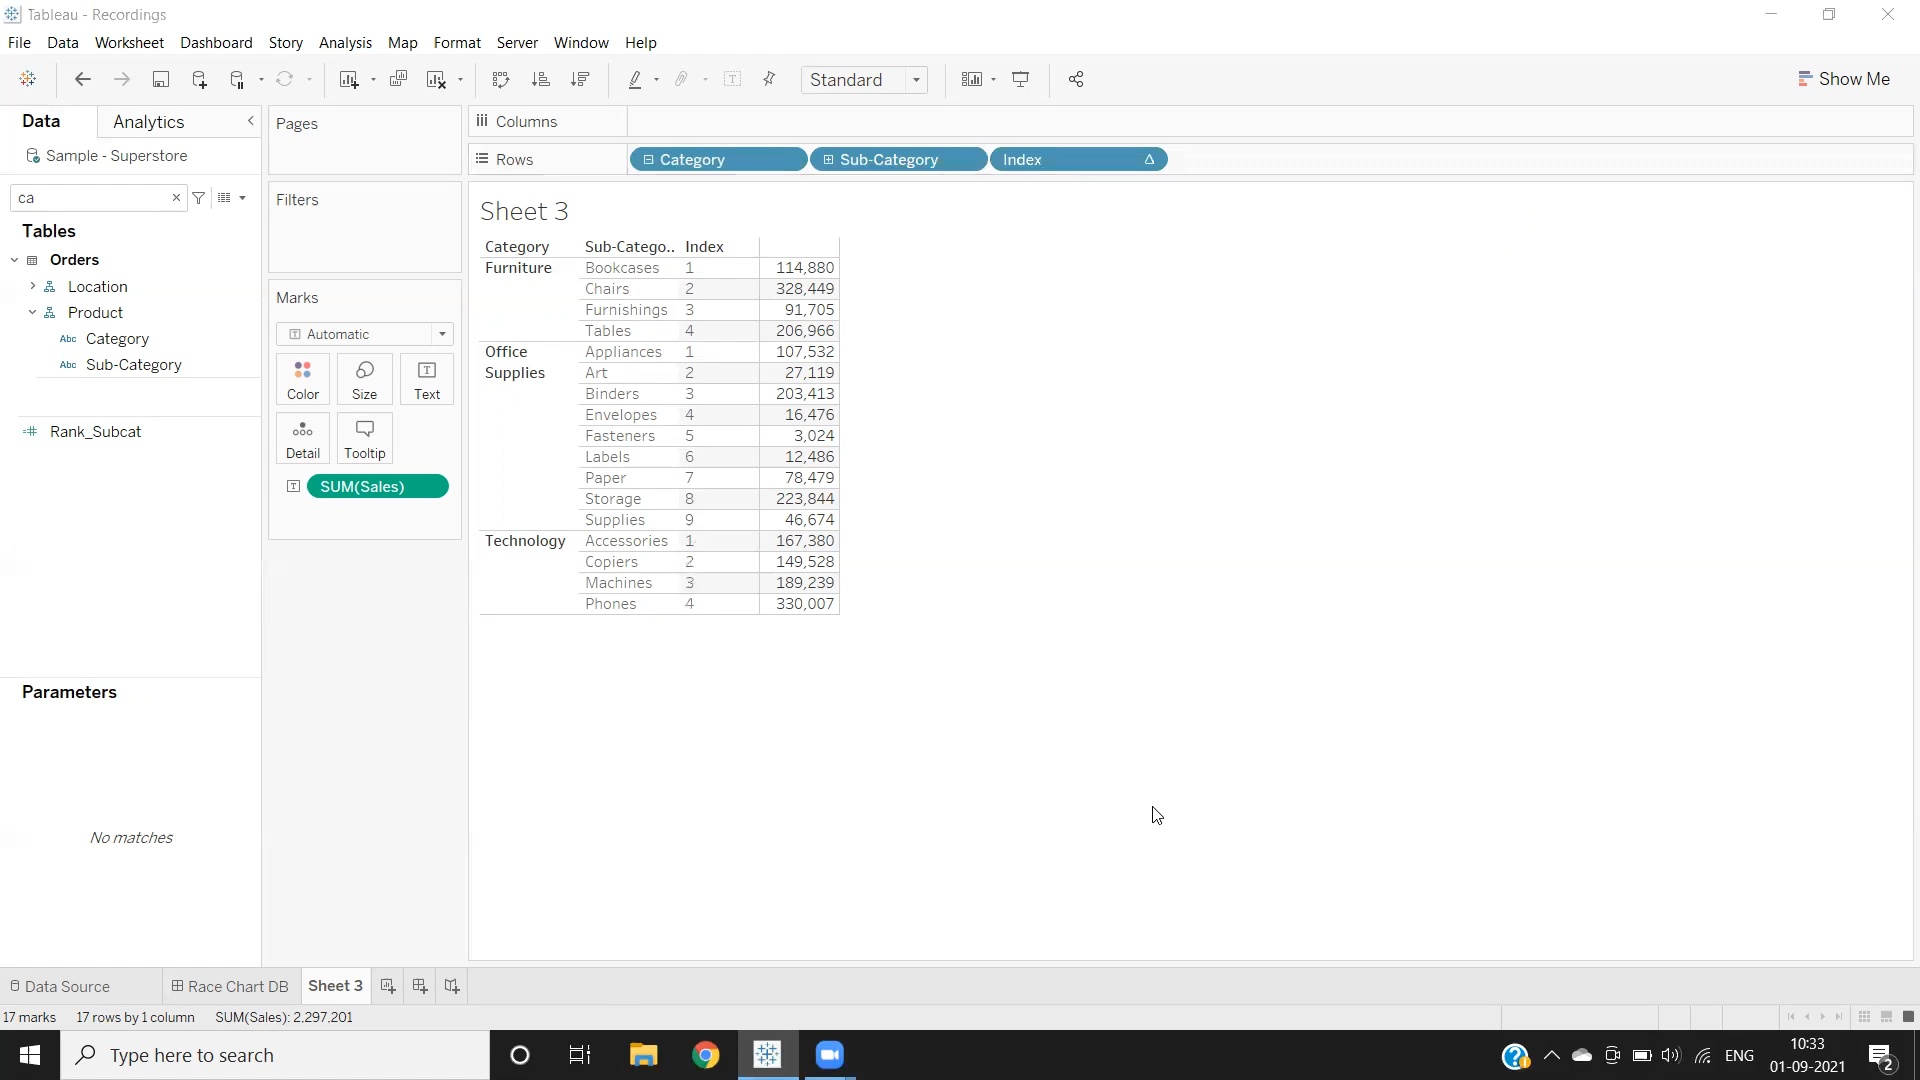 Tableau - Recordings
File Data Worksheet Dashboard Story Analysis Map Format Server Window Help
Standard
Show Me
Data Analytics
Sample - Superstore
ca
Tables
Orders
Location
Product
Abc Category
Abc Sub-Category
Rank_Subcat
Parameters
No matches
Pages
Filters
Marks
Automatic
Color Size Text
Detail Tooltip
SUM(Sales)
Columns
Rows Category Sub-Category Index
Sheet 3
Category Sub-Catego.. Index
Furniture Bookcases 1 114,880
Chairs 2 328,449
Furnishings 3 91,705
Tables 4 206,966
Office Appliances 1 107,532
Supplies Art 2 27,119
Binders 3 203,413
Envelopes 4 16,476
Fasteners 5 3,024
Labels 6 12,486
Paper 7 78,479
Storage 8 223,844
Supplies 9 46,674
Technology Accessories 1 167,380
Copiers 2 149,528
Machines 3 189,239
Phones 4 330,007
Data Source Race Chart DB Sheet 3
17 marks 17 rows by 1 column SUM(Sales): 2,297,201
Type here to search
ENG
10:33
01-09-2021
2